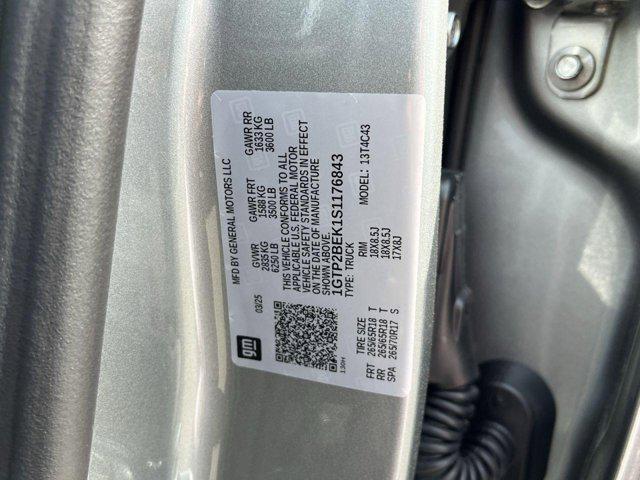 MFD BY GENERAL MOTORS LLC
03/25
GVWR GAWR FRT GAWR RR
2835 KG 1588 KG 1633 KG
6250 LB 3500 LB 3600 LB
THIS VEHICLE CONFORMS TO ALL
APPLICABLE U.S. FEDERAL MOTOR
VEHICLE SAFETY STANDARDS IN EFFECT
ON THE DATE OF MANUFACTURE
SHOWN ABOVE.
1GTP2BEK1S1176843
TYPE: TRUCK MODEL: 13T4C43
gm
130H
TIRE SIZE RIM
FRT 265/65R18 T 18X8.5J
RR 265/65R18 T 18X8.5J
SPA 265/70R17 S 17X8J